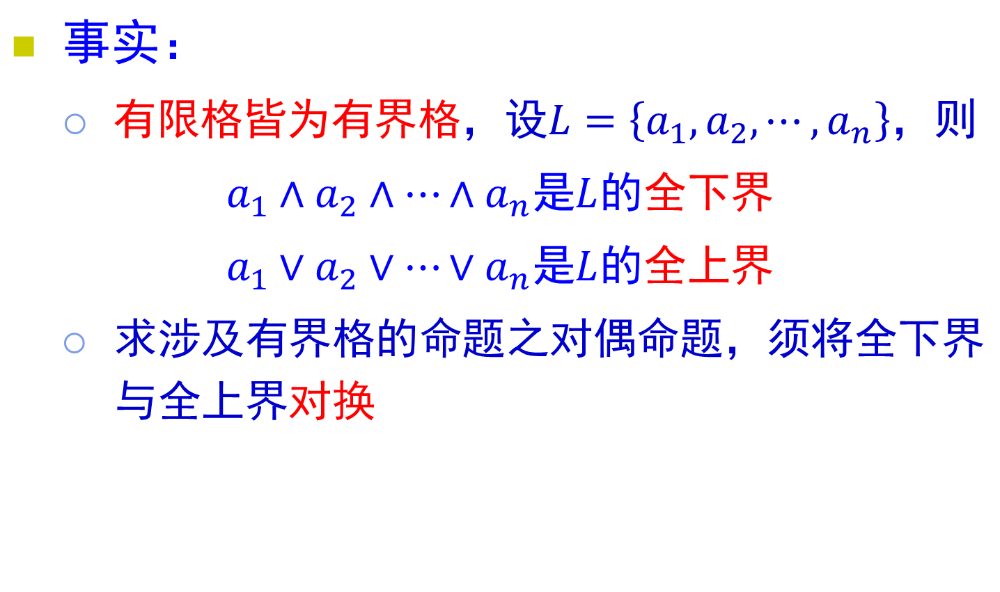 事实：
有限格皆为有界格，设𝐿 = {𝑎₁, 𝑎₂, ⋯ , 𝑎ₙ}，则
𝑎₁ ∧ 𝑎₂ ∧ ⋯ ∧ 𝑎ₙ是𝐿的全下界
𝑎₁ ∨ 𝑎₂ ∨ ⋯ ∨ 𝑎ₙ是𝐿的全上界
求涉及有界格的命题之对偶命题，须将全下界
与全上界对换